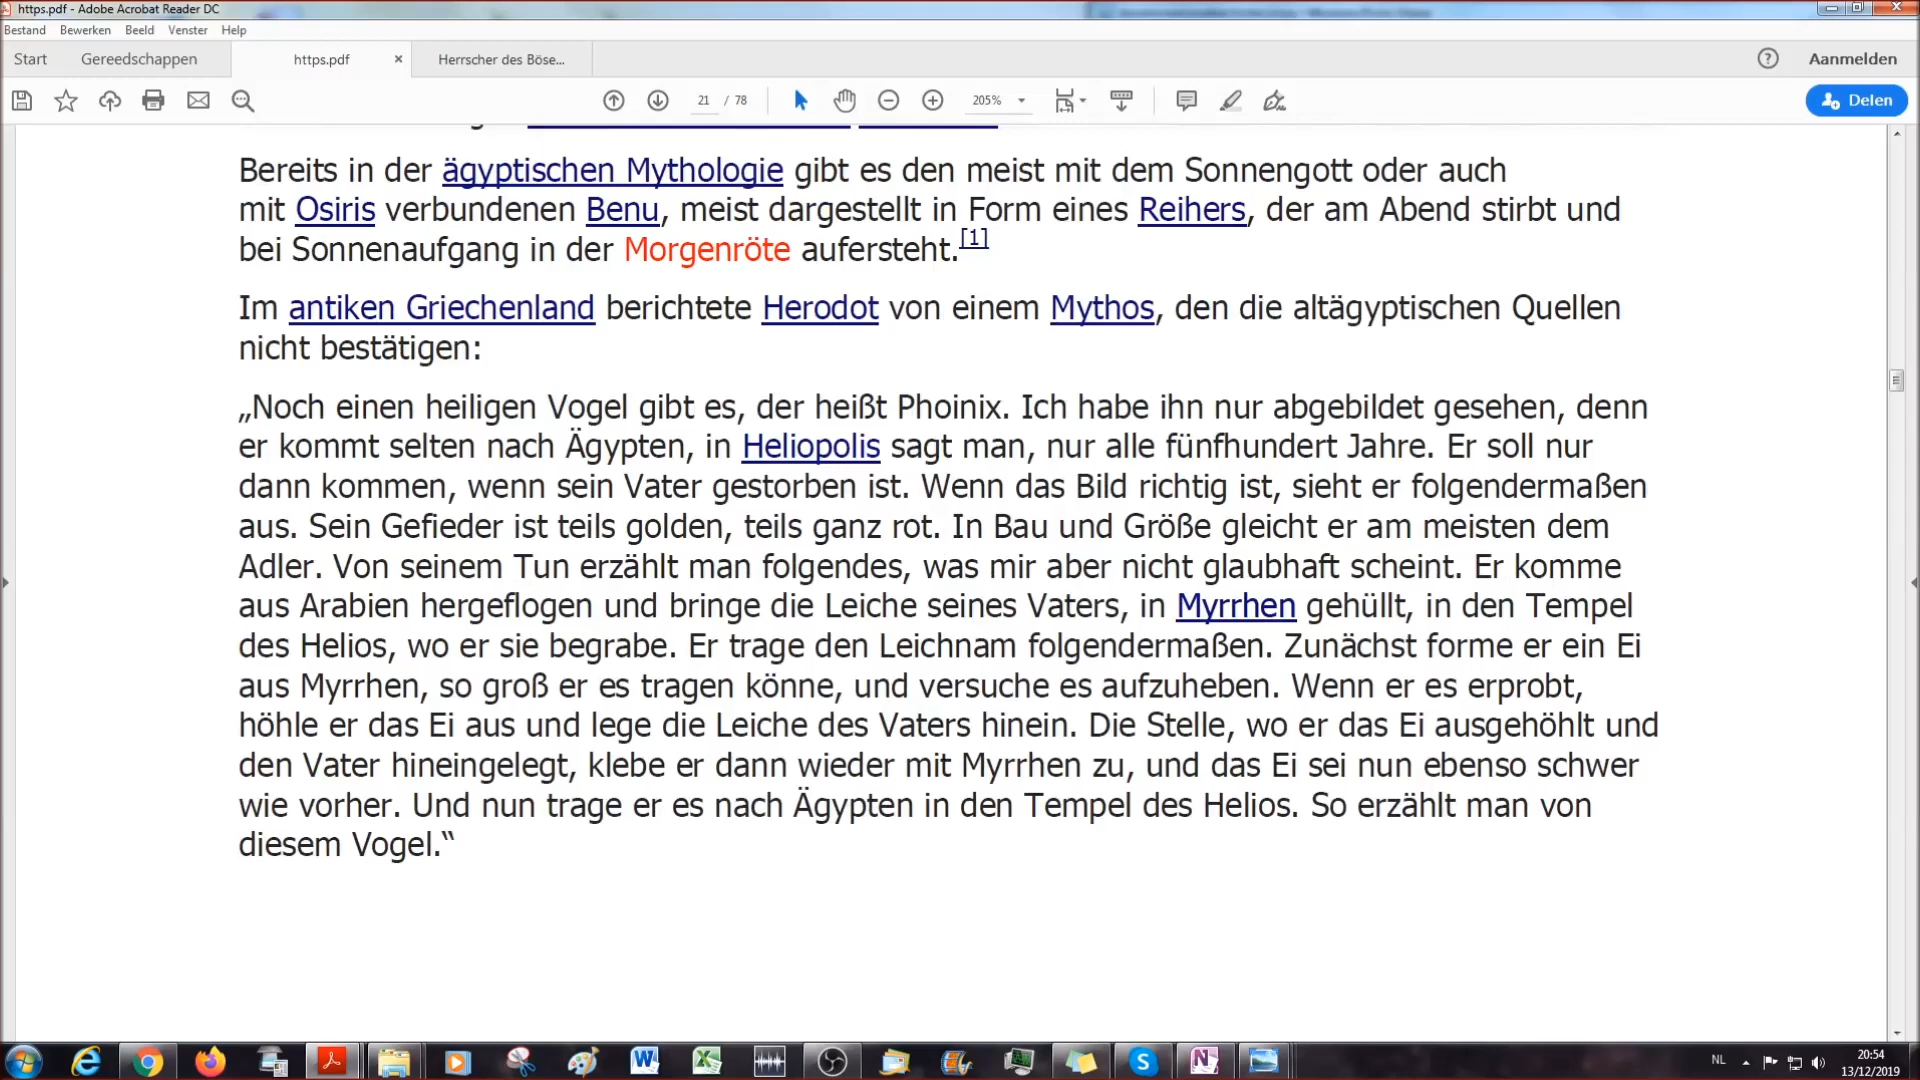 https.pdf - Adobe Acrobat Reader DC
Bestand Bewerken Beeld Venster Help
Start Gereedschappen https.pdf × Herrscher des Böse... ? Aanmelden
21 / 78 205% Delen
Bereits in der ägyptischen Mythologie gibt es den meist mit dem Sonnengott oder auch
mit Osiris verbundenen Benu, meist dargestellt in Form eines Reihers, der am Abend stirbt und
bei Sonnenaufgang in der Morgenröte aufersteht.[1]
Im antiken Griechenland berichtete Herodot von einem Mythos, den die altägyptischen Quellen
nicht bestätigen:
„Noch einen heiligen Vogel gibt es, der heißt Phoinix. Ich habe ihn nur abgebildet gesehen, denn
er kommt selten nach Ägypten, in Heliopolis sagt man, nur alle fünfhundert Jahre. Er soll nur
dann kommen, wenn sein Vater gestorben ist. Wenn das Bild richtig ist, sieht er folgendermaßen
aus. Sein Gefieder ist teils golden, teils ganz rot. In Bau und Größe gleicht er am meisten dem
Adler. Von seinem Tun erzählt man folgendes, was mir aber nicht glaubhaft scheint. Er komme
aus Arabien hergeflogen und bringe die Leiche seines Vaters, in Myrrhen gehüllt, in den Tempel
des Helios, wo er sie begrabe. Er trage den Leichnam folgendermaßen. Zunächst forme er ein Ei
aus Myrrhen, so groß er es tragen könne, und versuche es aufzuheben. Wenn er es erprobt,
höhle er das Ei aus und lege die Leiche des Vaters hinein. Die Stelle, wo er das Ei ausgehöhlt und
den Vater hineingelegt, klebe er dann wieder mit Myrrhen zu, und das Ei sei nun ebenso schwer
wie vorher. Und nun trage er es nach Ägypten in den Tempel des Helios. So erzählt man von
diesem Vogel.“
NL 20:54
13/12/2019